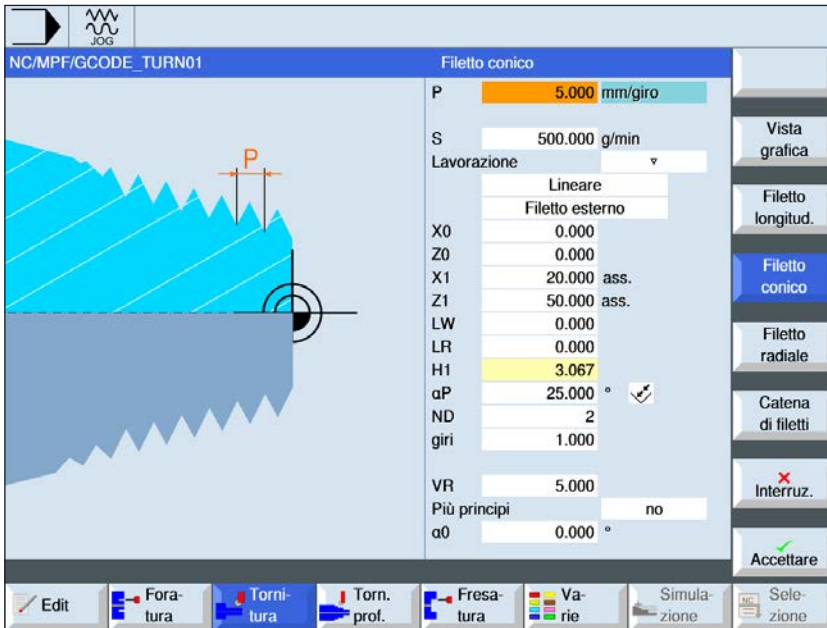 JOG
NC/MPF/GCODE_TURN01
Filetto conico
P 5.000 mm/giro
S 500.000 g/min
Lavorazione ▿
Lineare
Filetto esterno
X0 0.000
Z0 0.000
X1 20.000 ass.
Z1 50.000 ass.
LW 0.000
LR 0.000
H1 3.067
αP 25.000 °
ND 2
giri 1.000
VR 5.000
Più principi no
α0 0.000 °
P
Vista
grafica
Filetto
longitud.
Filetto
conico
Filetto
radiale
Catena
di filetti
Interruz.
Accettare
Edit
Fora-
tura
Torni-
tura
Torn.
prof.
Fresa-
tura
Va-
rie
Simula-
zione
NC
Sele-
zione